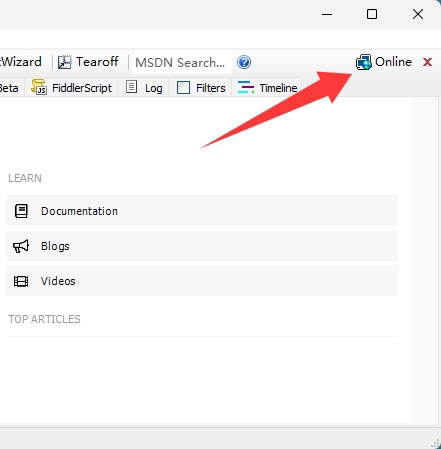 Wizard Tearoff MSDN Search... Online
Beta FiddlerScript Log Filters Timeline
LEARN
Documentation
Blogs
Videos
TOP ARTICLES